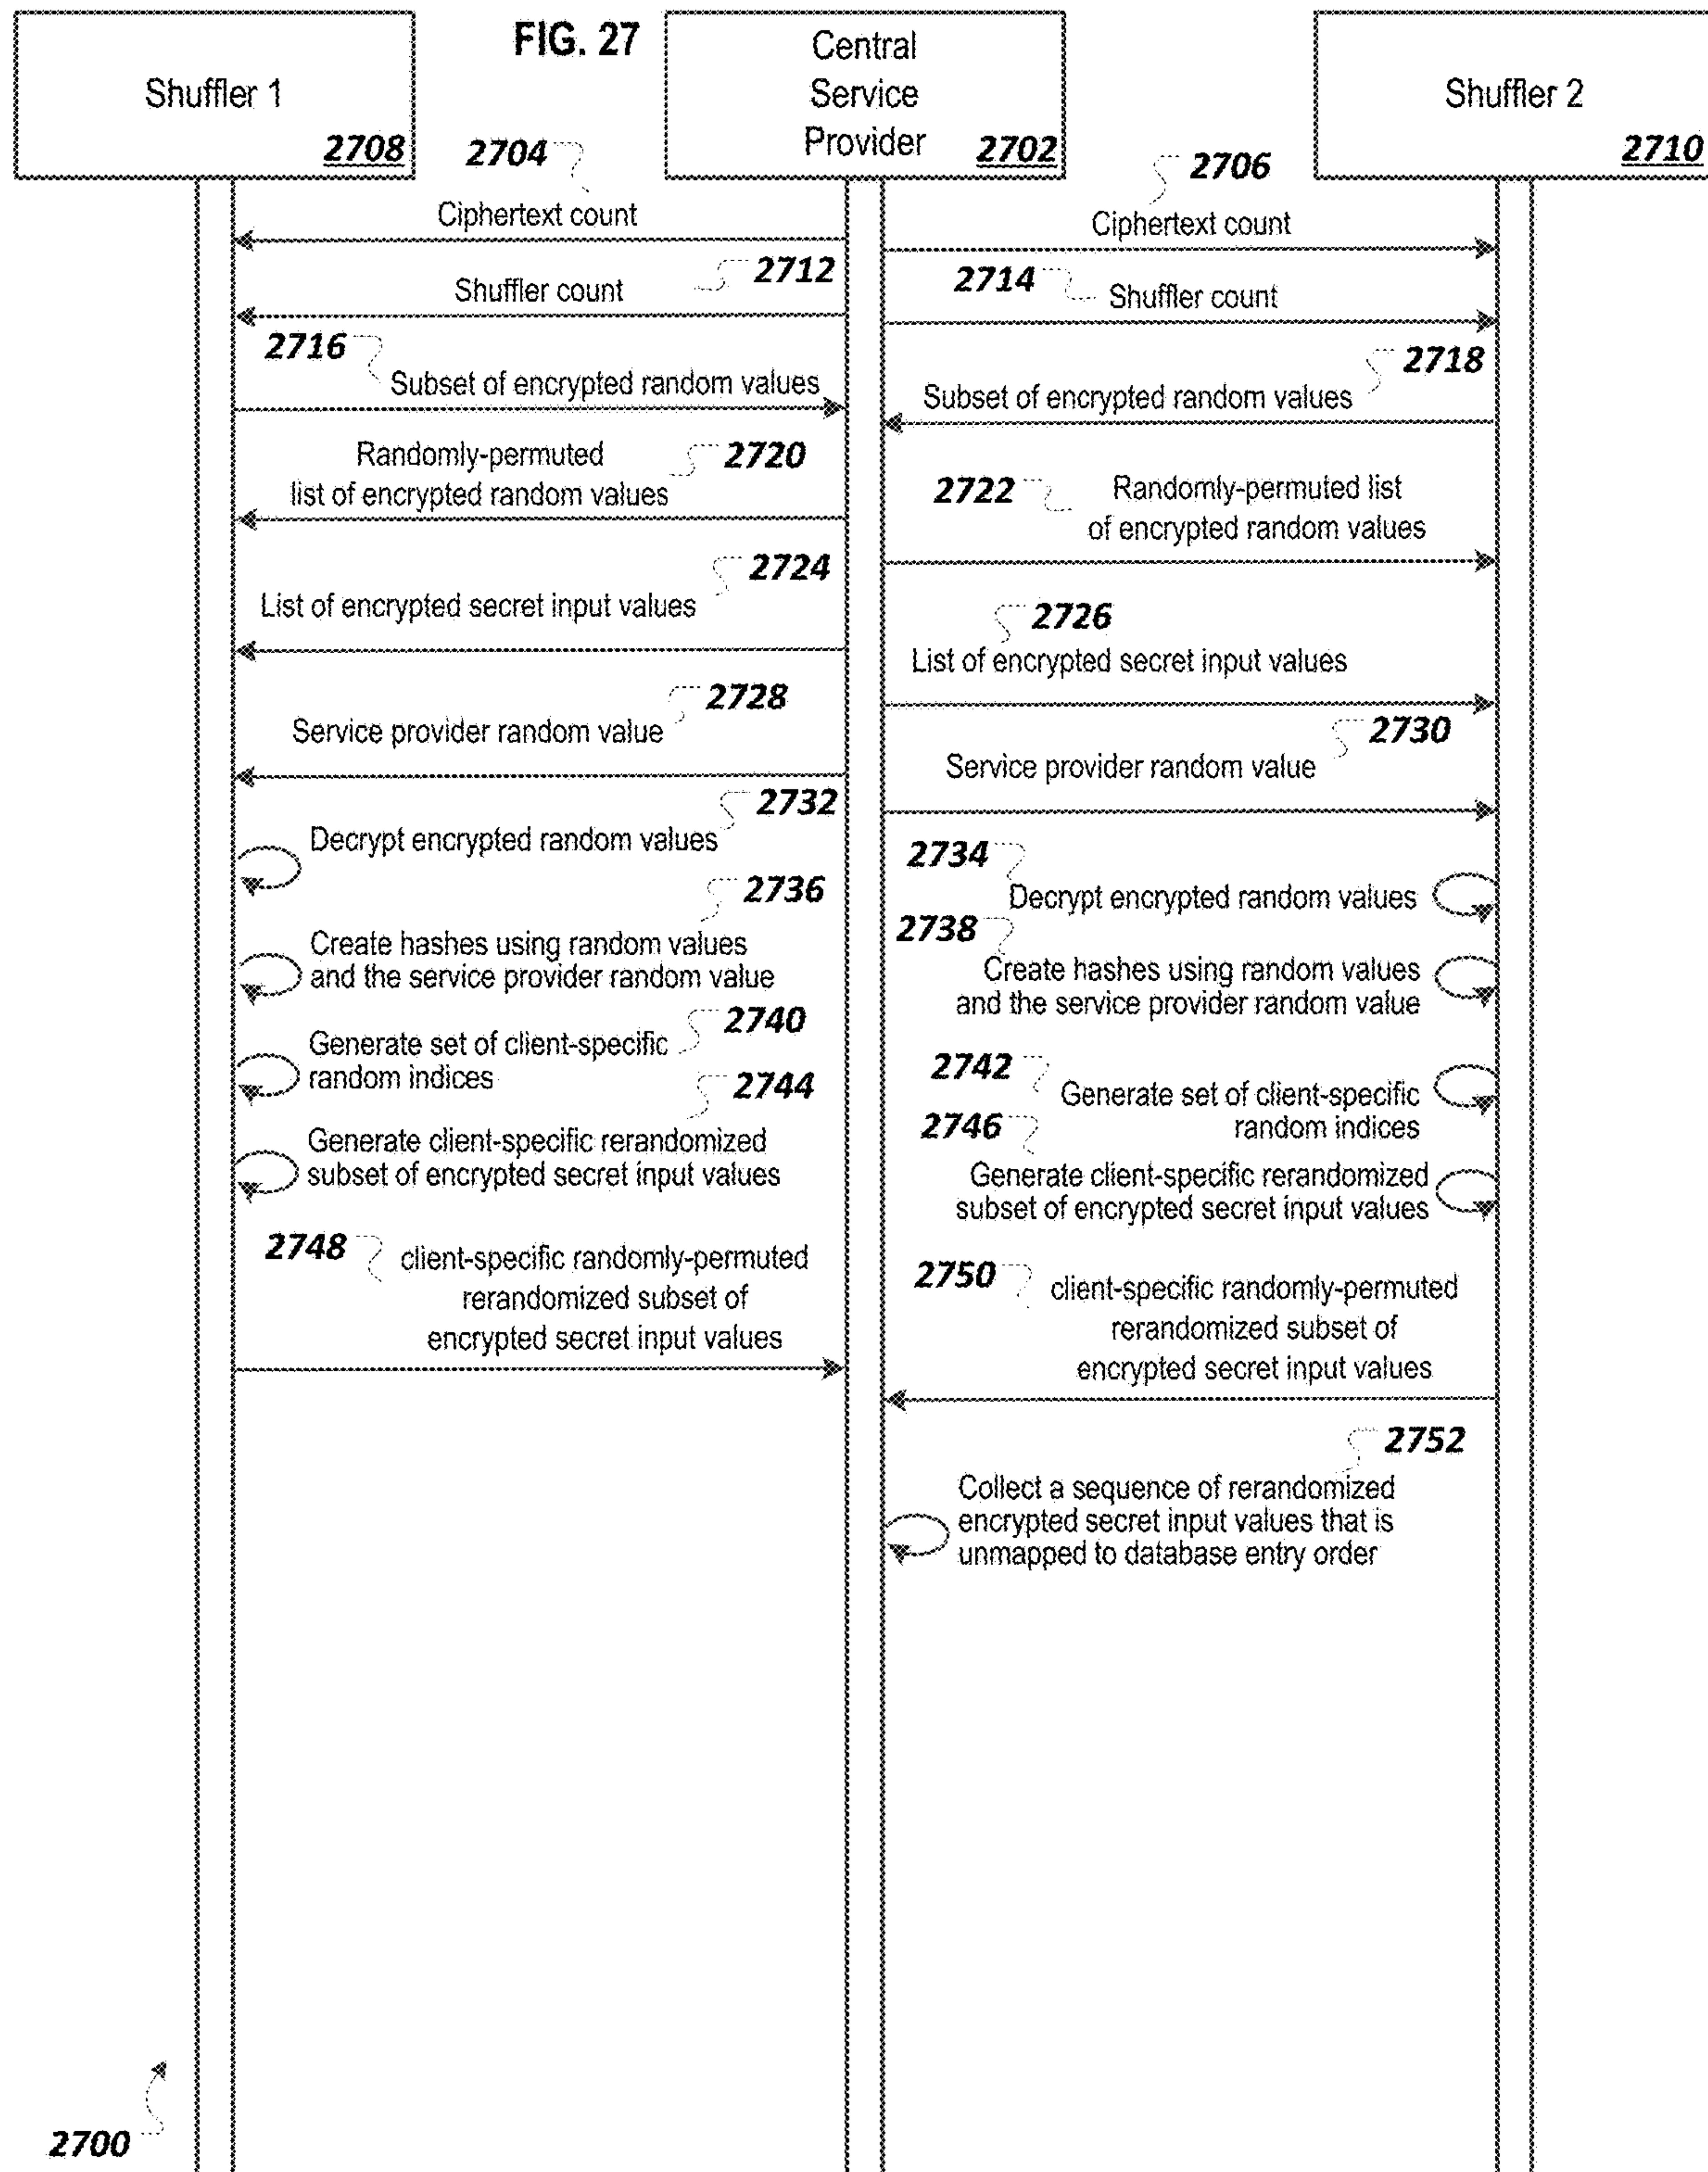 FIG. 27
Shuffler 1
2708
Central
Service
Provider
2702
Shuffler 2
2710
2704
Ciphertext count
2706
Ciphertext count
2712
Shuffler count
2714
Shuffler count
2716
Subset of encrypted random values
2718
Subset of encrypted random values
2720
Randomly-permuted
list of encrypted random values
2722
Randomly-permuted list
of encrypted random values
2724
List of encrypted secret input values
2726
List of encrypted secret input values
2728
Service provider random value
2730
Service provider random value
2732
Decrypt encrypted random values
2734
Decrypt encrypted random values
2736
Create hashes using random values
and the service provider random value
2738
Create hashes using random values
and the service provider random value
2740
Generate set of client-specific
random indices
2742
Generate set of client-specific
random indices
2744
Generate client-specific rerandomized
subset of encrypted secret input values
2746
Generate client-specific rerandomized
subset of encrypted secret input values
2748
client-specific randomly-permuted
rerandomized subset of
encrypted secret input values
2750
client-specific randomly-permuted
rerandomized subset of
encrypted secret input values
2752
Collect a sequence of rerandomized
encrypted secret input values that is
unmapped to database entry order
2700